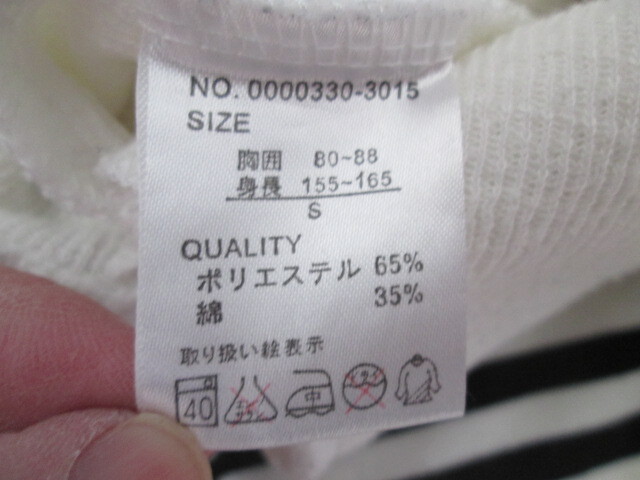 NO. 0000330-3015
SIZE
胸囲 80~88
身長 155~165
S
QUALITY
ポリエステル 65%
綿 35%
取り扱い絵表示
40 中